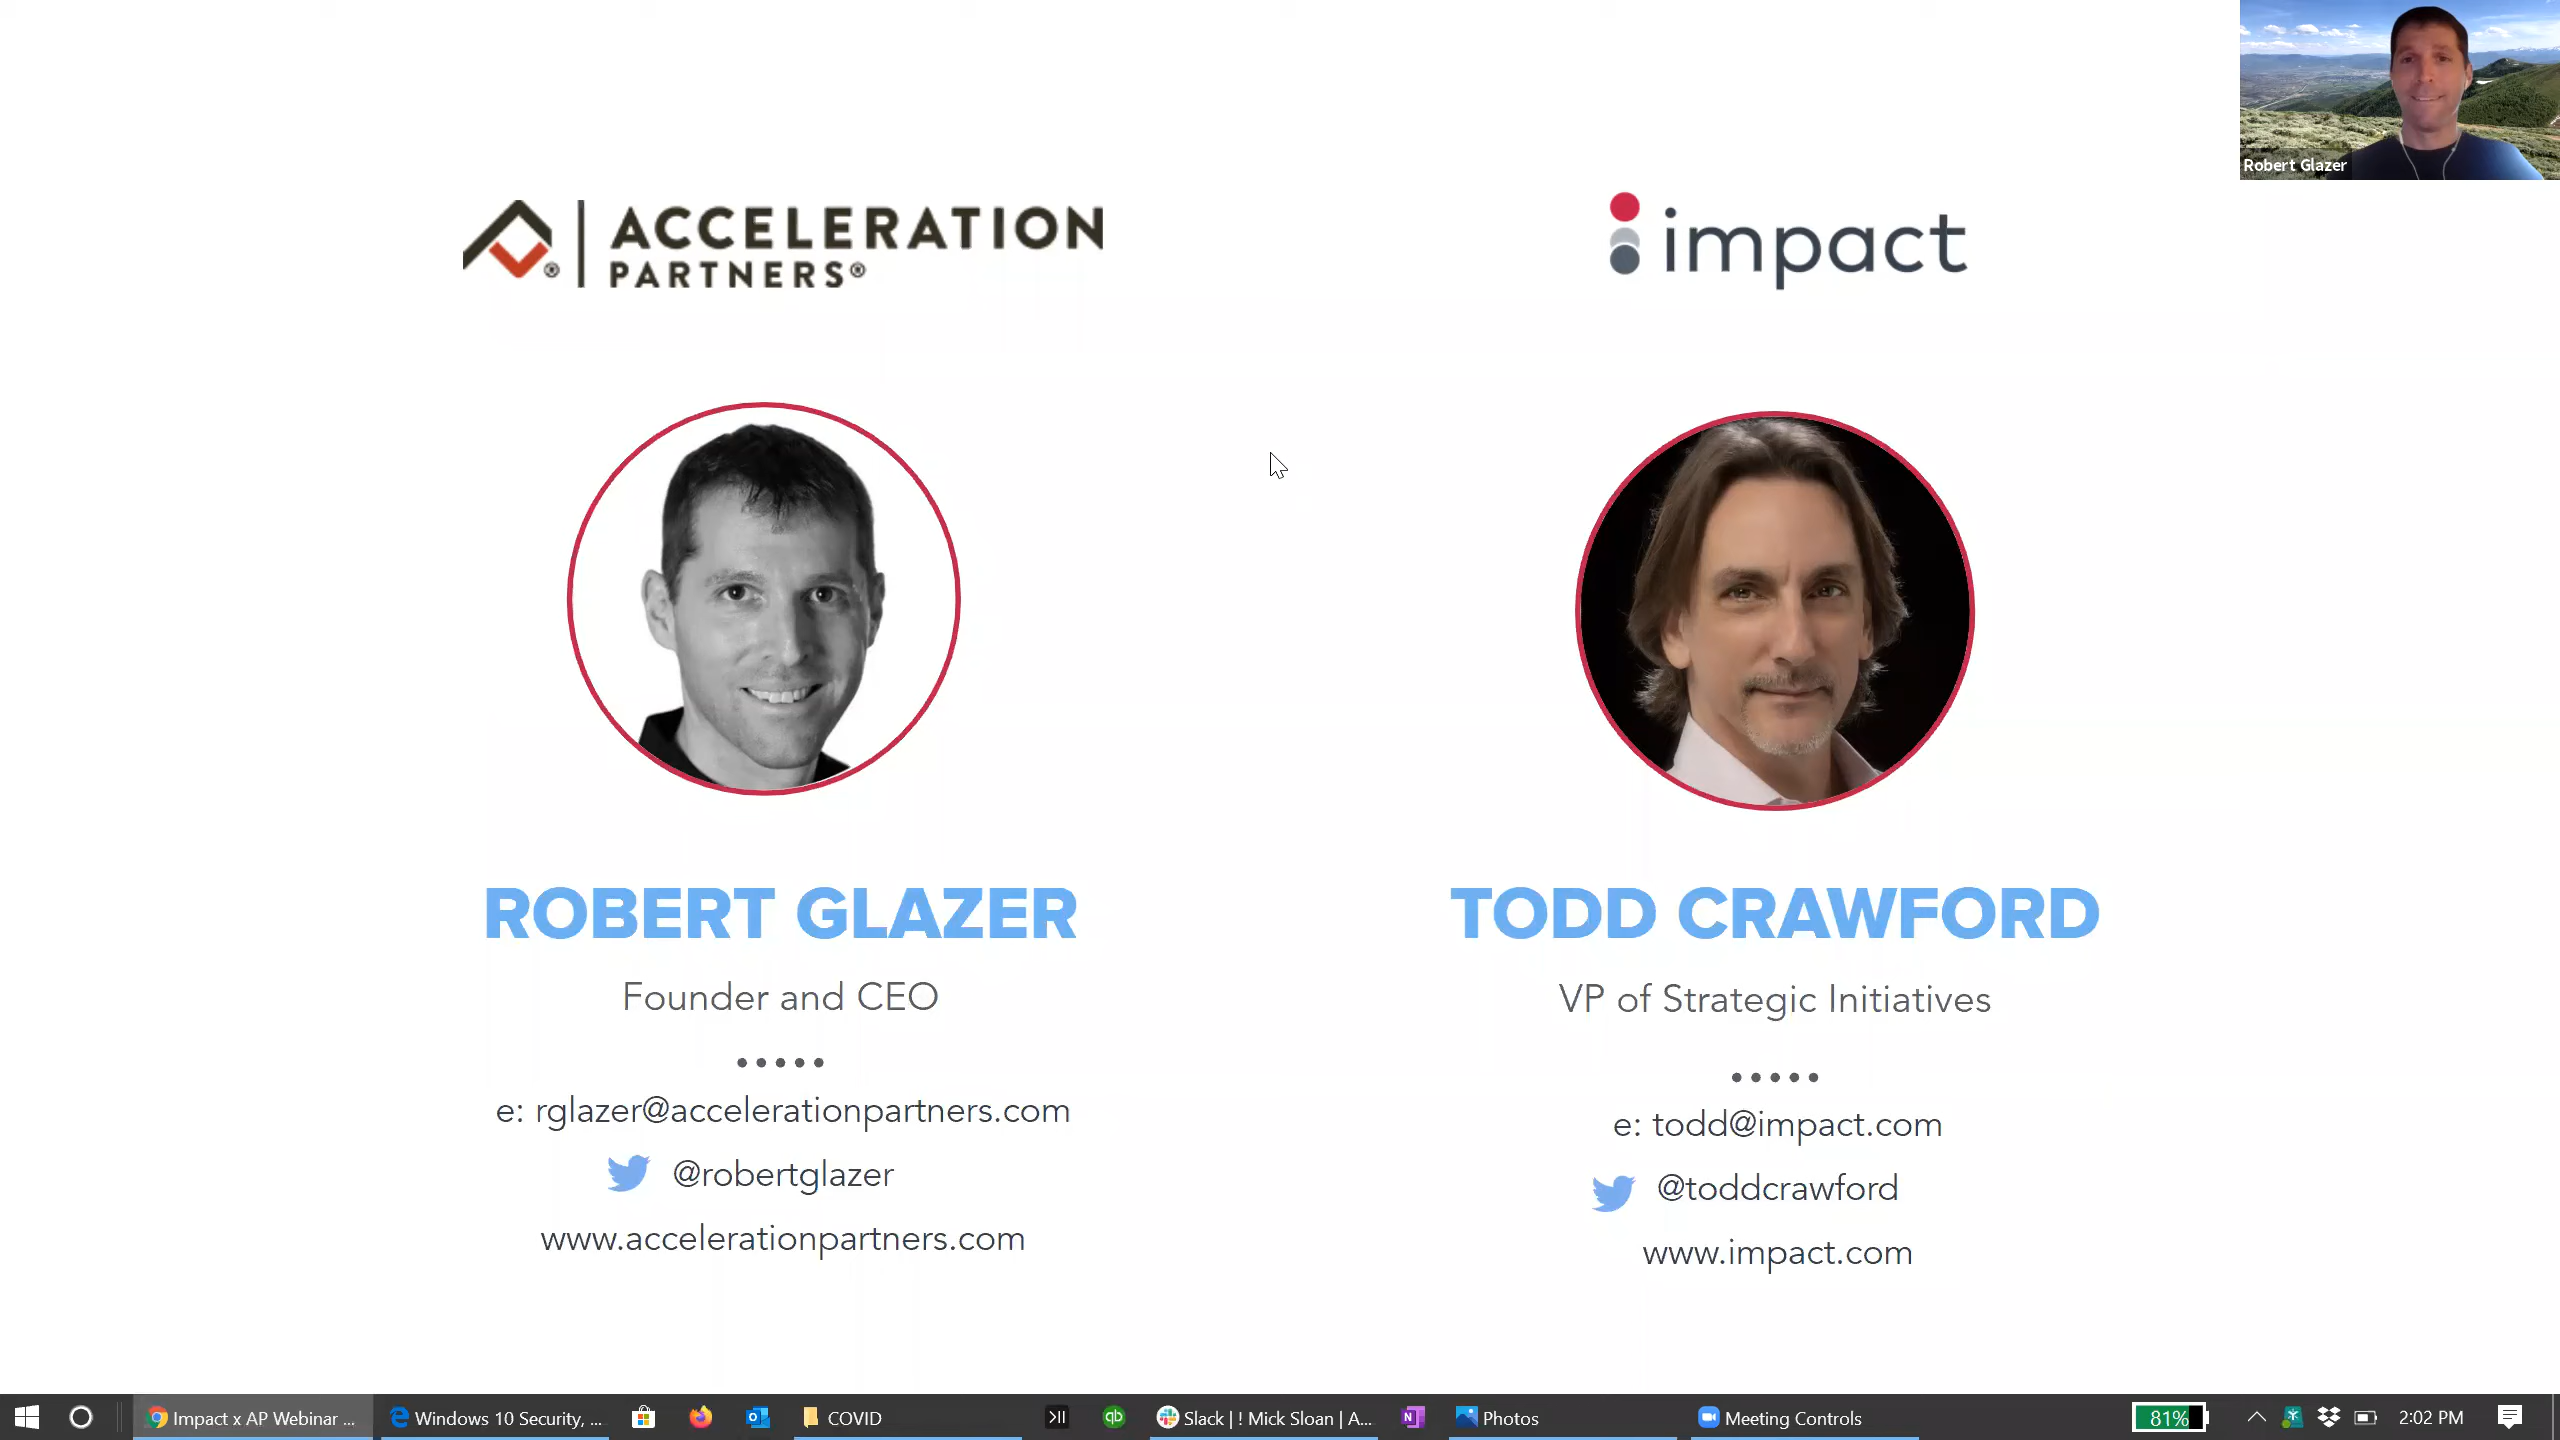 Robert Glazer
ACCELERATION
PARTNERS®
impact
ROBERT GLAZER
Founder and CEO
e: rglazer@accelerationpartners.com
@robertglazer
www.accelerationpartners.com
TODD CRAWFORD
VP of Strategic Initiatives
e: todd@impact.com
@toddcrawford
www.impact.com
Impact x AP Webinar ...
Windows 10 Security, ...
COVID
qb
Slack | ! Mick Sloan | A...
Photos
Meeting Controls
81%
2:02 PM